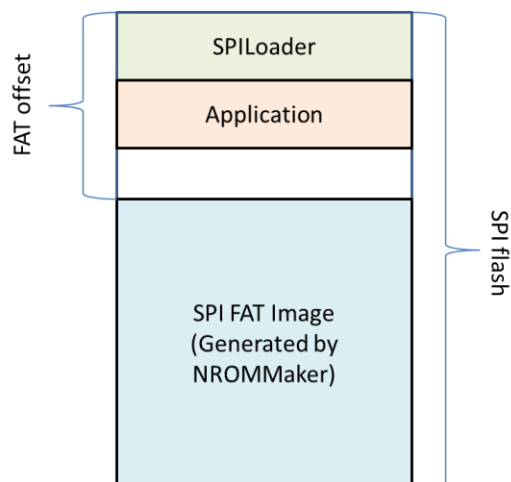 SPILoader
FAT offset
Application
SPI flash
SPI FAT Image
(Generated by
NROMMaker)